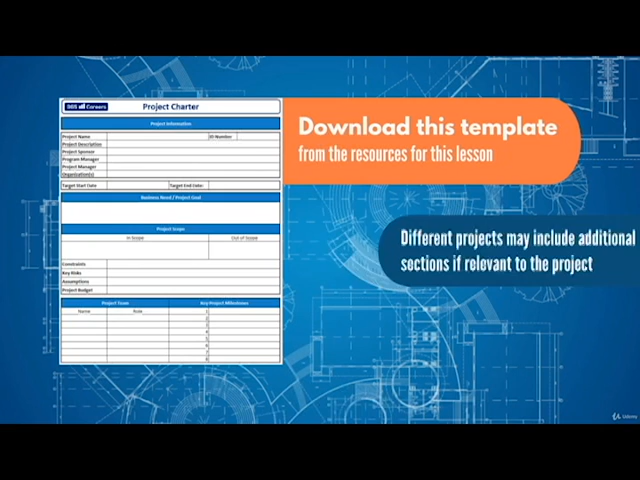 365 Careers
Project Charter
Project Information
Project Name
ID Number
Project Description
Project Sponsor
Program Manager
Project Manager
Organization(s)
Target Start Date
Target End Date:
Business Need / Project Goal
Project Scope
In Scope
Out of Scope
Constraints
Key Risks
Assumptions
Project Budget
Project Team
Key Project Milestones
Name
Role
1
2
3
4
5
6
7
8
Download this template
from the resources for this lesson
Different projects may include additional
sections if relevant to the project
Udemy